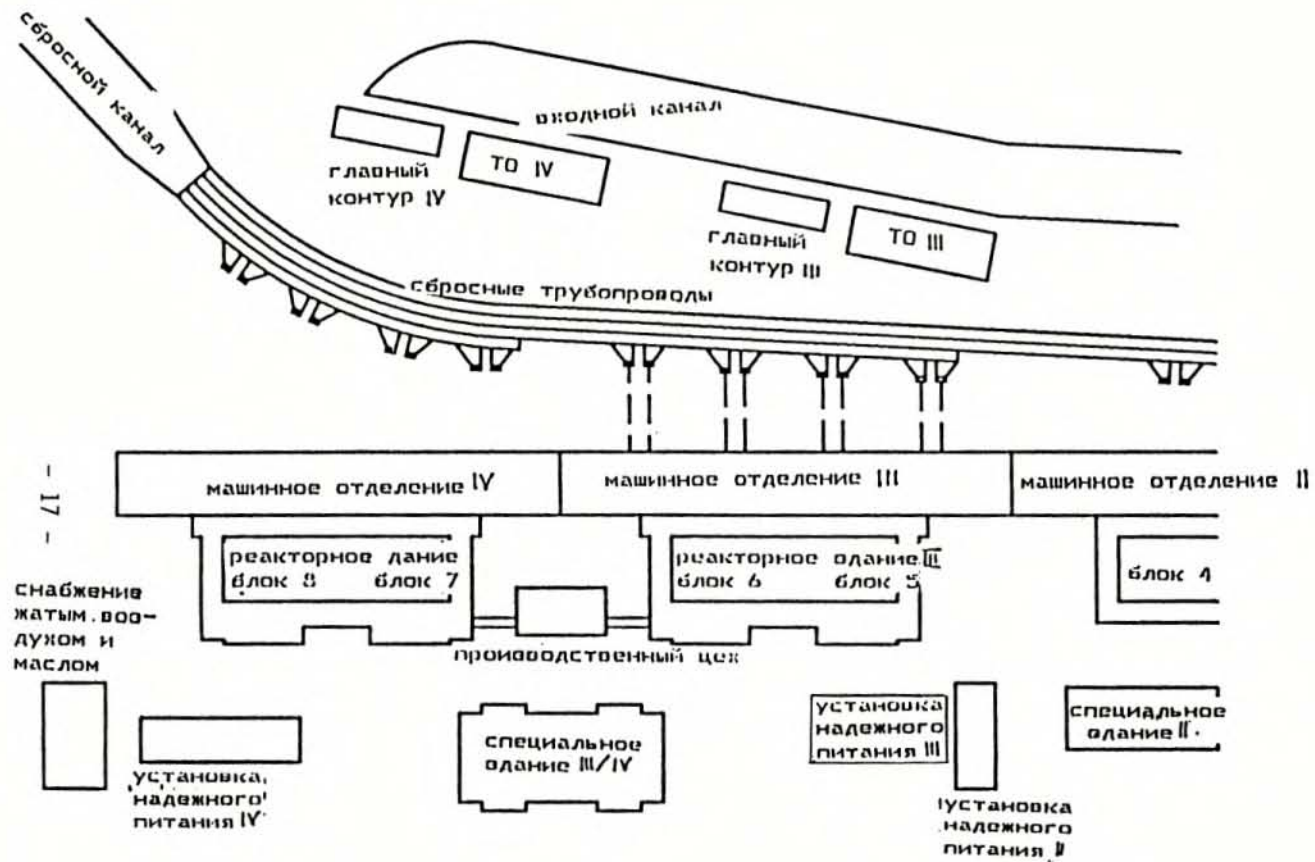 сбросной канал
входной канал
главный
контур IV
ТО IV
главный
контур III
ТО III
сбросные трубопроводы
машинное отделение IV
машинное отделение III
машинное отделение II
- 17 -
реакторное дание
блок 8 блок 7
реакторное одание III
блок 6 блок 5
блок 4
снабжение
жатым.воо-
духом и
маслом
производственный цех
установка
надежного
питания IV
специальное
одание III/IV
установка
надежного
питания III
специальное
одание II.
установка
надежного
питания II